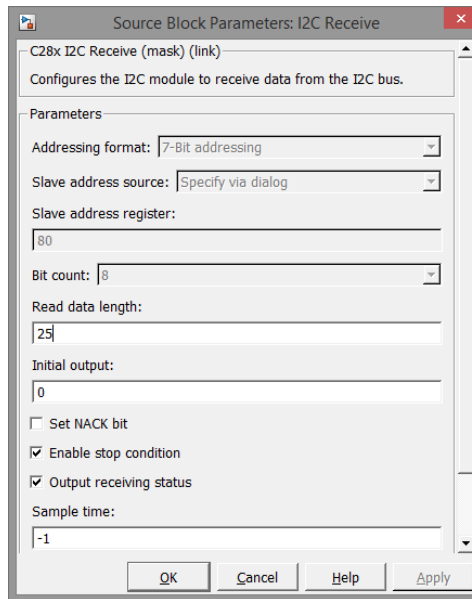 Source Block Parameters: I2C Receive
C28x I2C Receive (mask) (link)
Configures the I2C module to receive data from the I2C bus.
Parameters
Addressing format: 7-Bit addressing
Slave address source: Specify via dialog
Slave address register:
80
Bit count: 8
Read data length:
25
Initial output:
0
Set NACK bit
Enable stop condition
Output receiving status
Sample time:
-1
OK Cancel Help Apply